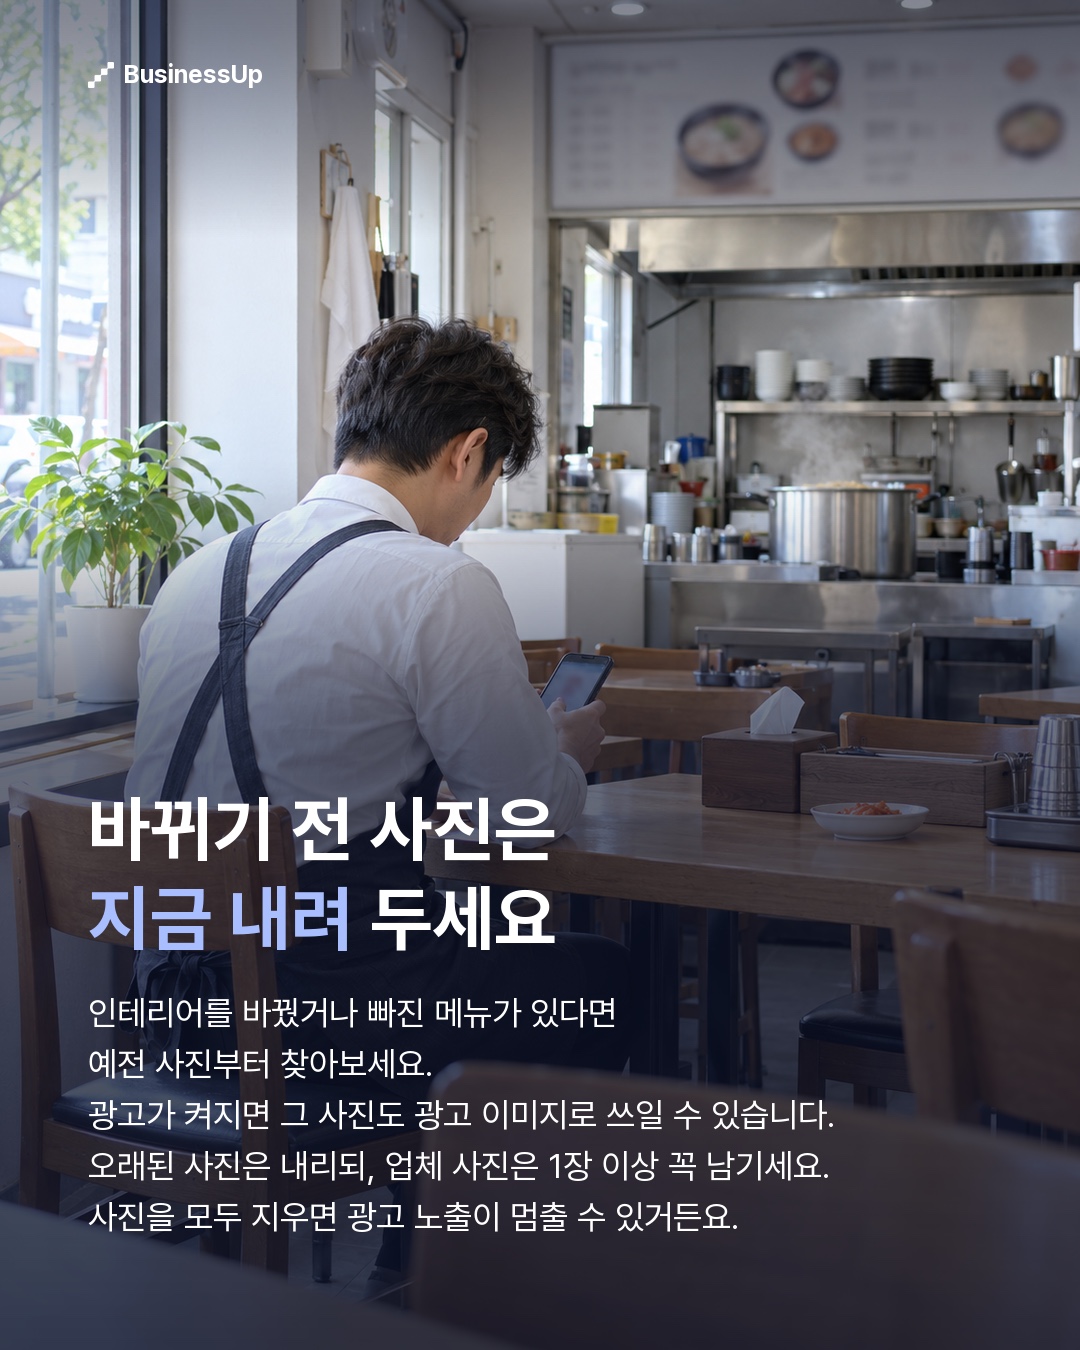 BusinessUp
바뀌기 전 사진은
지금 내려 두세요
인테리어를 바꿨거나 빠진 메뉴가 있다면
예전 사진부터 찾아보세요.
광고가 켜지면 그 사진도 광고 이미지로 쓰일 수 있습니다.
오래된 사진은 내리되, 업체 사진은 1장 이상 꼭 남기세요.
사진을 모두 지우면 광고 노출이 멈출 수 있거든요.